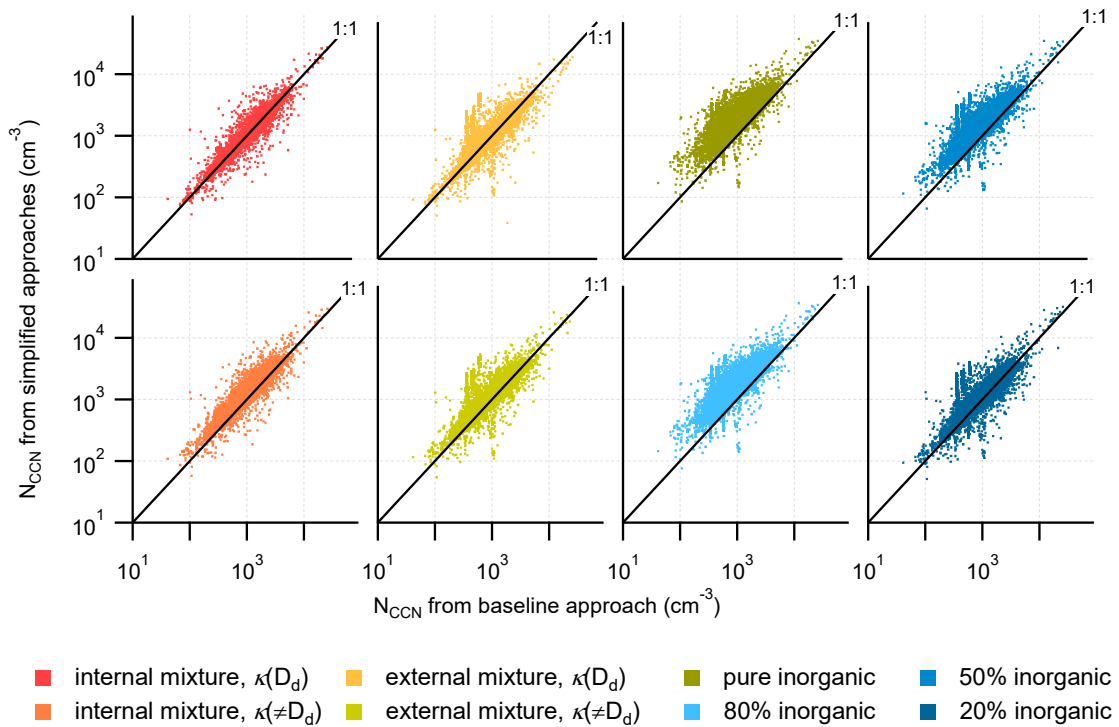 1:1 1:1 1:1 1:1
10⁴
10³
10²
10¹
1:1 1:1 1:1 1:1
10⁴
10³
10²
10¹
N_CCN from simplified approaches (cm⁻³)
10¹ 10³ 10¹ 10³ 10¹ 10³ 10¹ 10³
N_CCN from baseline approach (cm⁻³)
internal mixture, κ(D_d) external mixture, κ(D_d) pure inorganic 50% inorganic
internal mixture, κ(≠D_d) external mixture, κ(≠D_d) 80% inorganic 20% inorganic